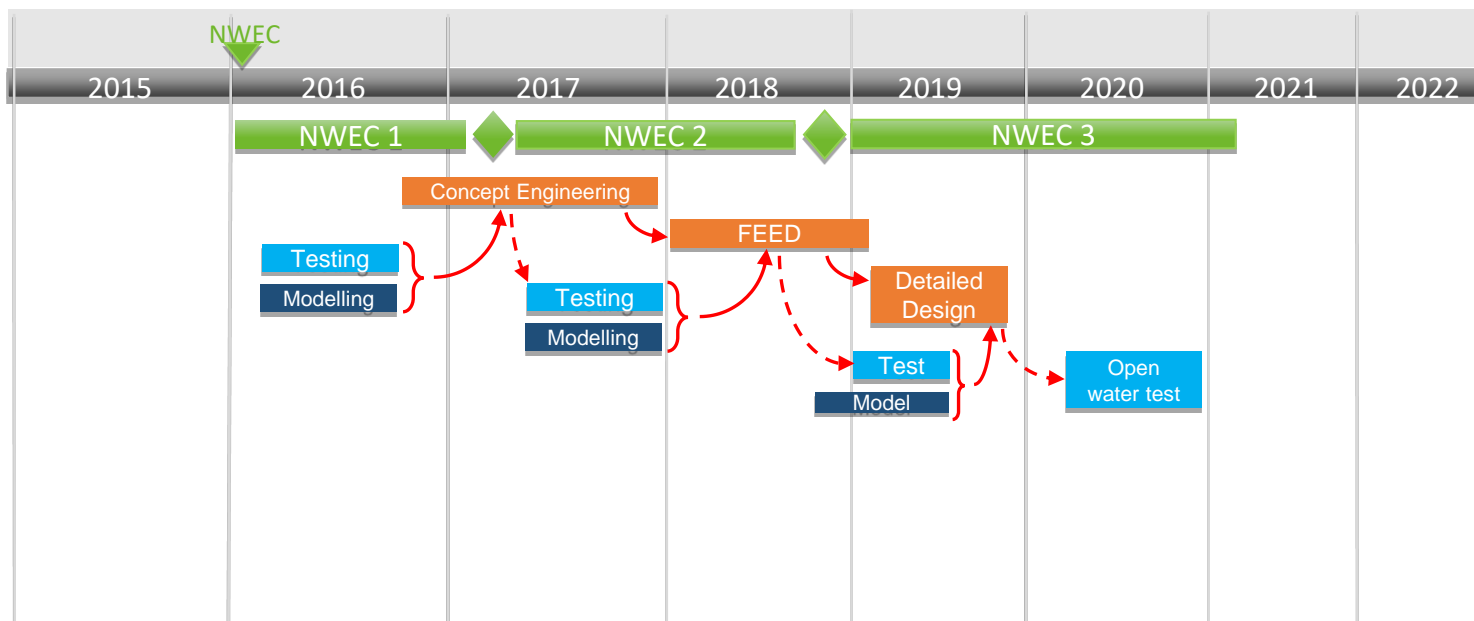 NWEC
2015 2016 2017 2018 2019 2020 2021 2022
NWEC 1 NWEC 2 NWEC 3
Concept Engineering
FEED
Testing
Modelling
Detailed
Design
Testing
Modelling
Test
Model
Open
water test